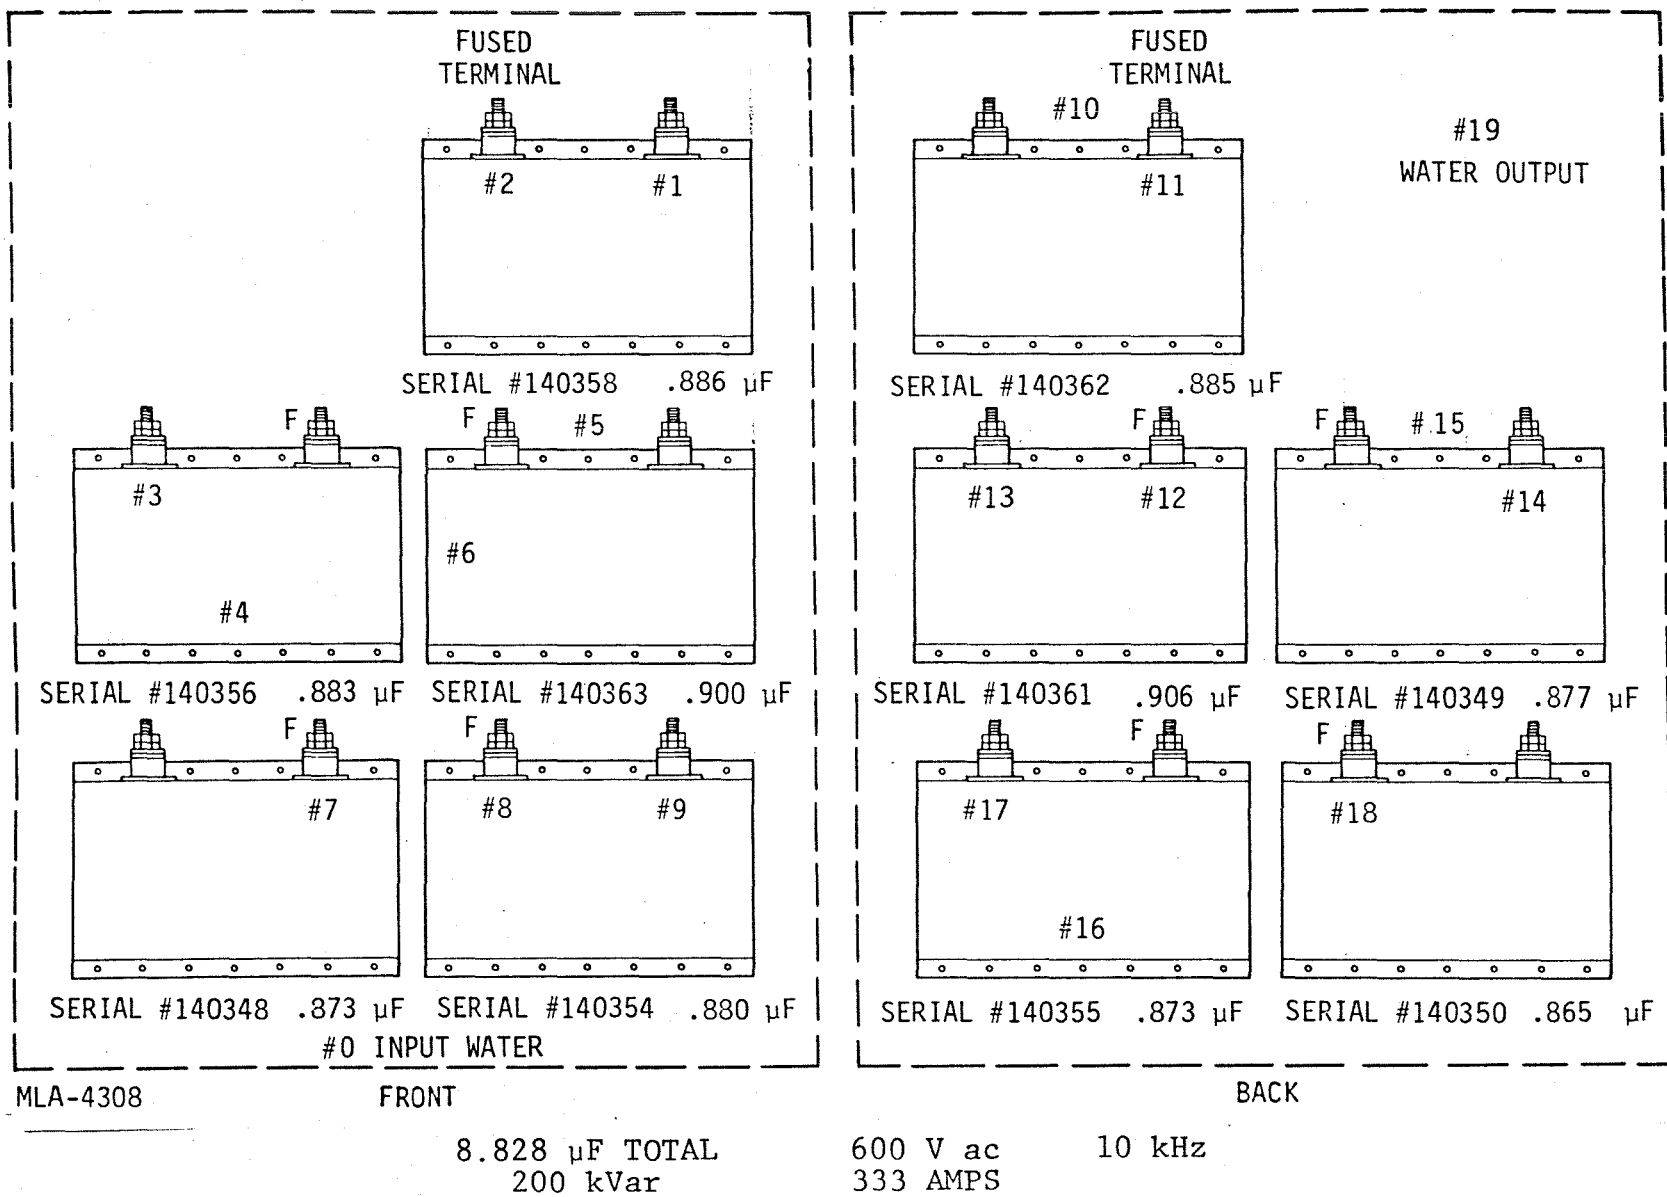 FUSED
TERMINAL
#2
#1
SERIAL #140358 .886 µF
F
F
#5
#3
#6
#4
SERIAL #140356 .883 µF
SERIAL #140363 .900 µF
F
F
#7
#8
#9
SERIAL #140348 .873 µF
SERIAL #140354 .880 µF
#0 INPUT WATER
MLA-4308
FRONT
FUSED
TERMINAL
#10
#19
WATER OUTPUT
#11
SERIAL #140362 .885 µF
F
F
#15
#13
#12
#14
SERIAL #140361 .906 µF
SERIAL #140349 .877 µF
F
F
#17
#18
#16
SERIAL #140355 .873 µF
SERIAL #140350 .865 µF
BACK
8.828 µF TOTAL
600 V ac
10 kHz
200 kVar
333 AMPS